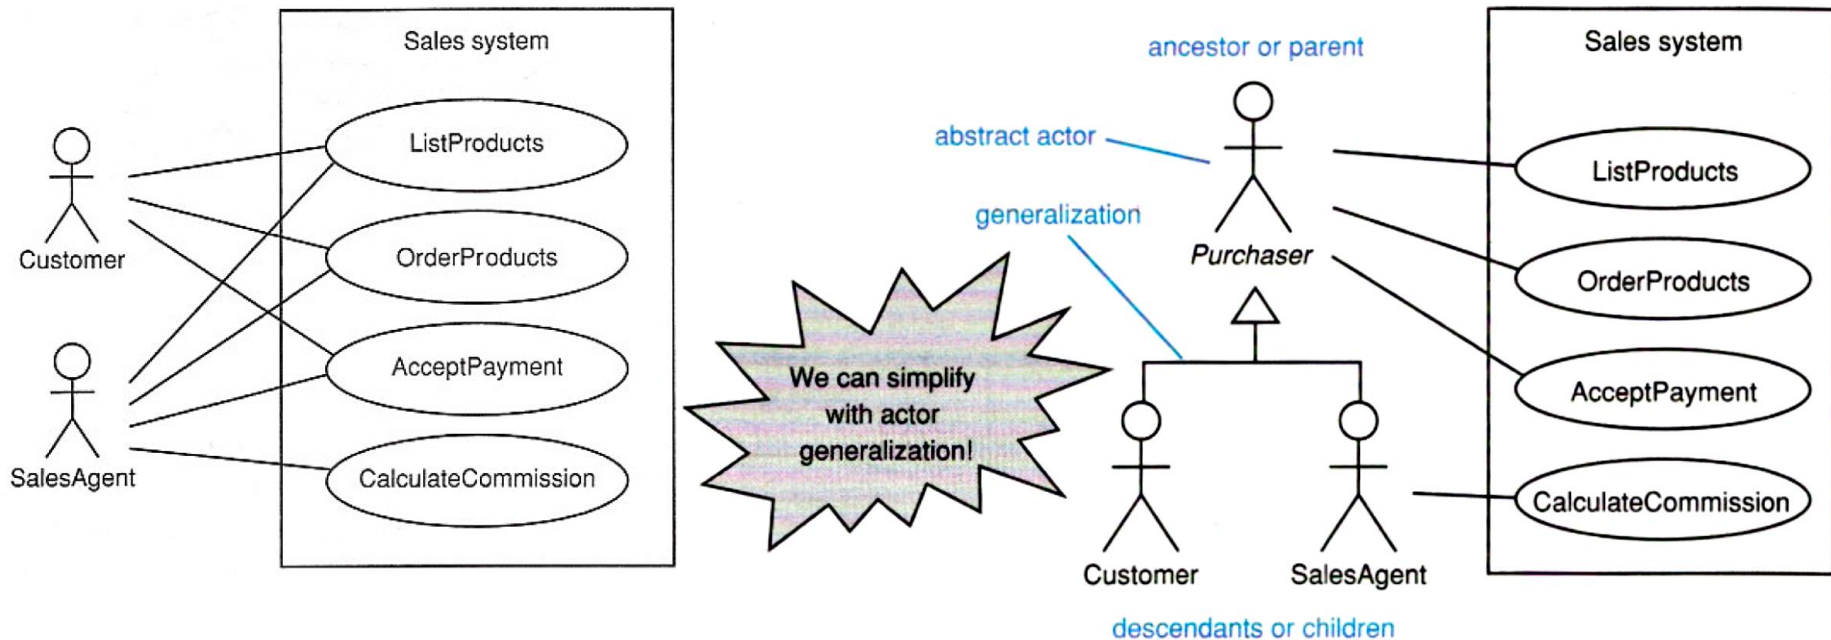 Sales system
ListProducts
OrderProducts
AcceptPayment
CalculateCommission
Customer
SalesAgent
We can simplify
with actor
generalization!
ancestor or parent
abstract actor
generalization
Purchaser
Customer
SalesAgent
descendants or children
Sales system
ListProducts
OrderProducts
AcceptPayment
CalculateCommission